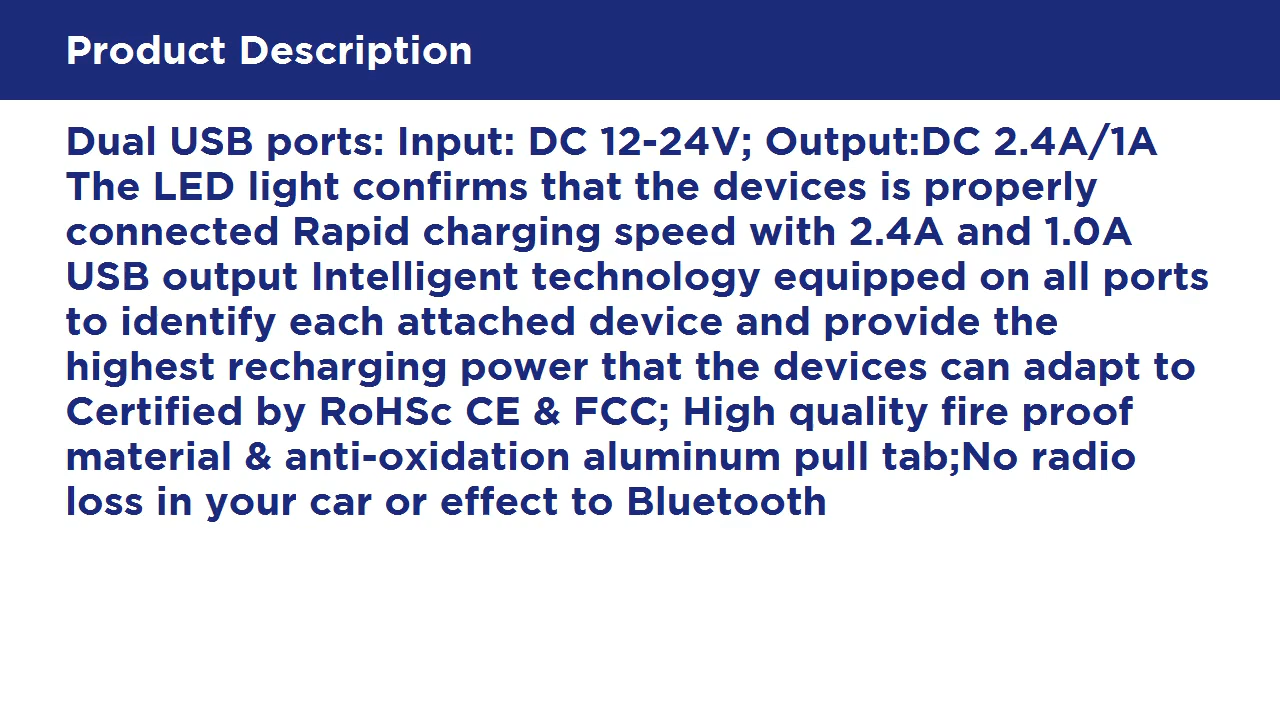 Product Description
Dual USB ports: Input: DC 12-24V; Output:DC 2.4A/1A
The LED light confirms that the devices is properly
connected Rapid charging speed with 2.4A and 1.0A
USB output Intelligent technology equipped on all ports
to identify each attached device and provide the
highest recharging power that the devices can adapt to
Certified by RoHSc CE & FCC; High quality fire proof
material & anti-oxidation aluminum pull tab;No radio
loss in your car or effect to Bluetooth